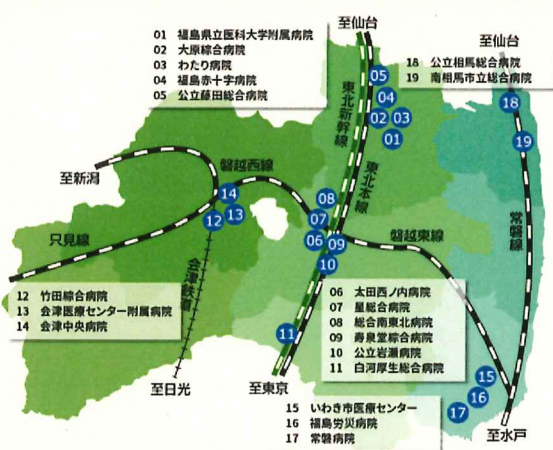 01 福島県立医科大学附属病院
02 大原綜合病院
03 わたり病院
04 福島赤十字病院
05 公立藤田総合病院
至仙台
至仙台
18 公立相馬総合病院
19 南相馬市立総合病院
05
04
02 03
01
18
19
東北新幹線
東北本線
常磐線
至新潟
磐越西線
14
13
12
08
07
06 09
10
只見線
磐越東線
会津鉄道
12 竹田綜合病院
13 会津医療センター附属病院
14 会津中央病院
06 太田西ノ内病院
07 星総合病院
08 総合南東北病院
09 寿泉堂綜合病院
10 公立岩瀬病院
11 白河厚生総合病院
11
至日光
至東京
15
16
17
15 いわき市医療センター
16 福島労災病院
17 常磐病院
至水戸